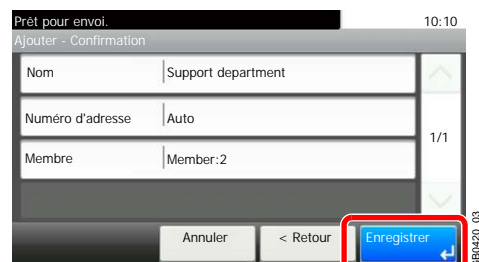 Prêt pour envoi. 10:10
Ajouter - Confirmation
Nom Support department
Numéro d'adresse Auto
1/1
Membre Member:2
Annuler < Retour Enregistrer